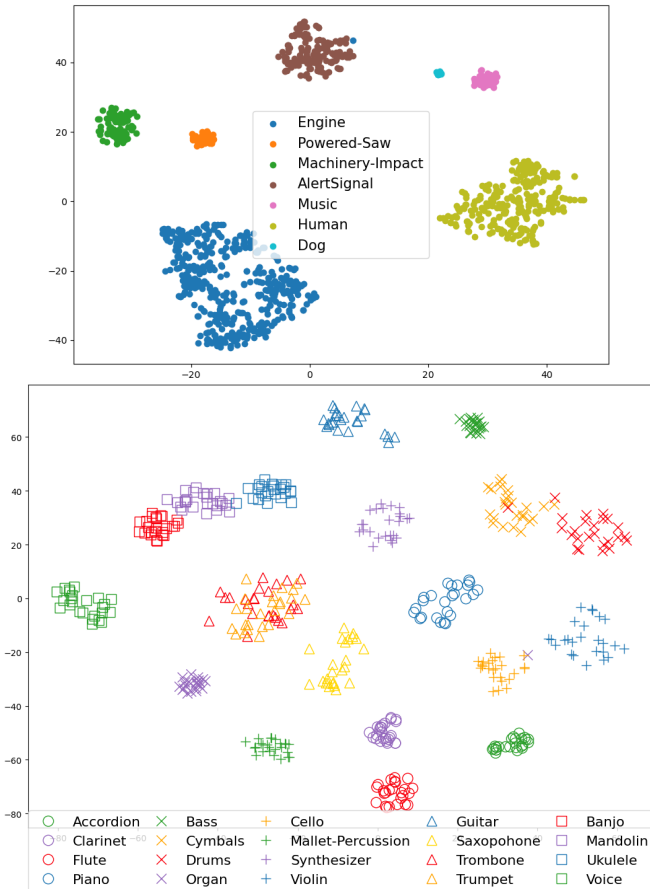 40
20
0
−20
−40
Engine
Powered-Saw
Machinery-Impact
AlertSignal
Music
Human
Dog
−20 0 20 40
60
40
20
0
−20
−40
−60
−80
Accordion Bass Cello Guitar Banjo
Clarinet Cymbals Mallet-Percussion Saxopohone Mandolin
Flute Drums Synthesizer Trombone Ukulele
Piano Organ Violin Trumpet Voice